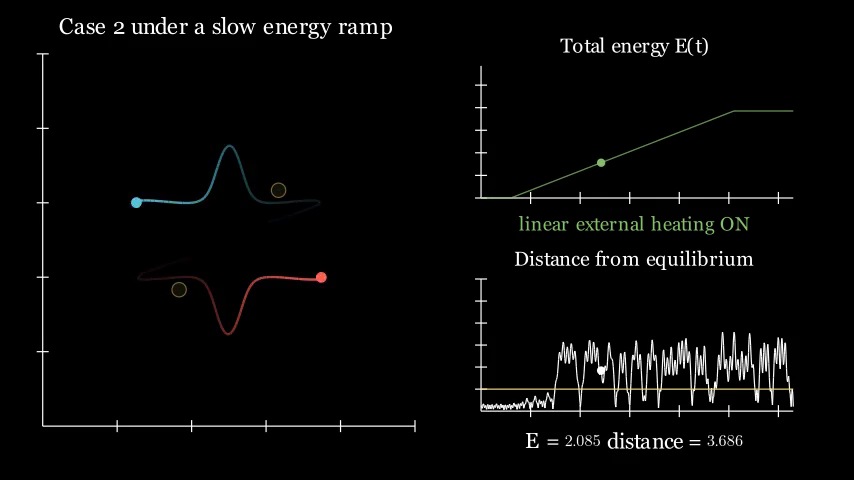 Case 2 under a slow energy ramp
Total energy E(t)
linear external heating ON
Distance from equilibrium
E = 2.085 distance = 3.686